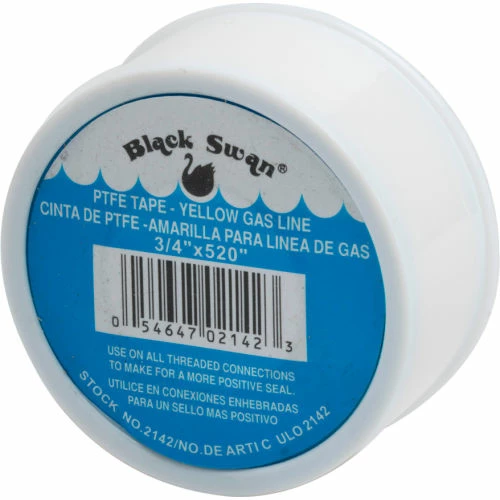 Black Swan®
PTFE TAPE - YELLOW GAS LINE
CINTA DE PTFE -AMARILLA PARA LINEA DE GAS
3/4"x520"
0 54647 02142 3
USE ON ALL THREADED CONNECTIONS
TO MAKE FOR A MORE POSITIVE SEAL.
UTILICE EN CONEXIONES ENHEBRADAS
PARA UN SELLO MAS POSITIVO
STOCK NO.2142/NO.DE ARTI C ULO 2142